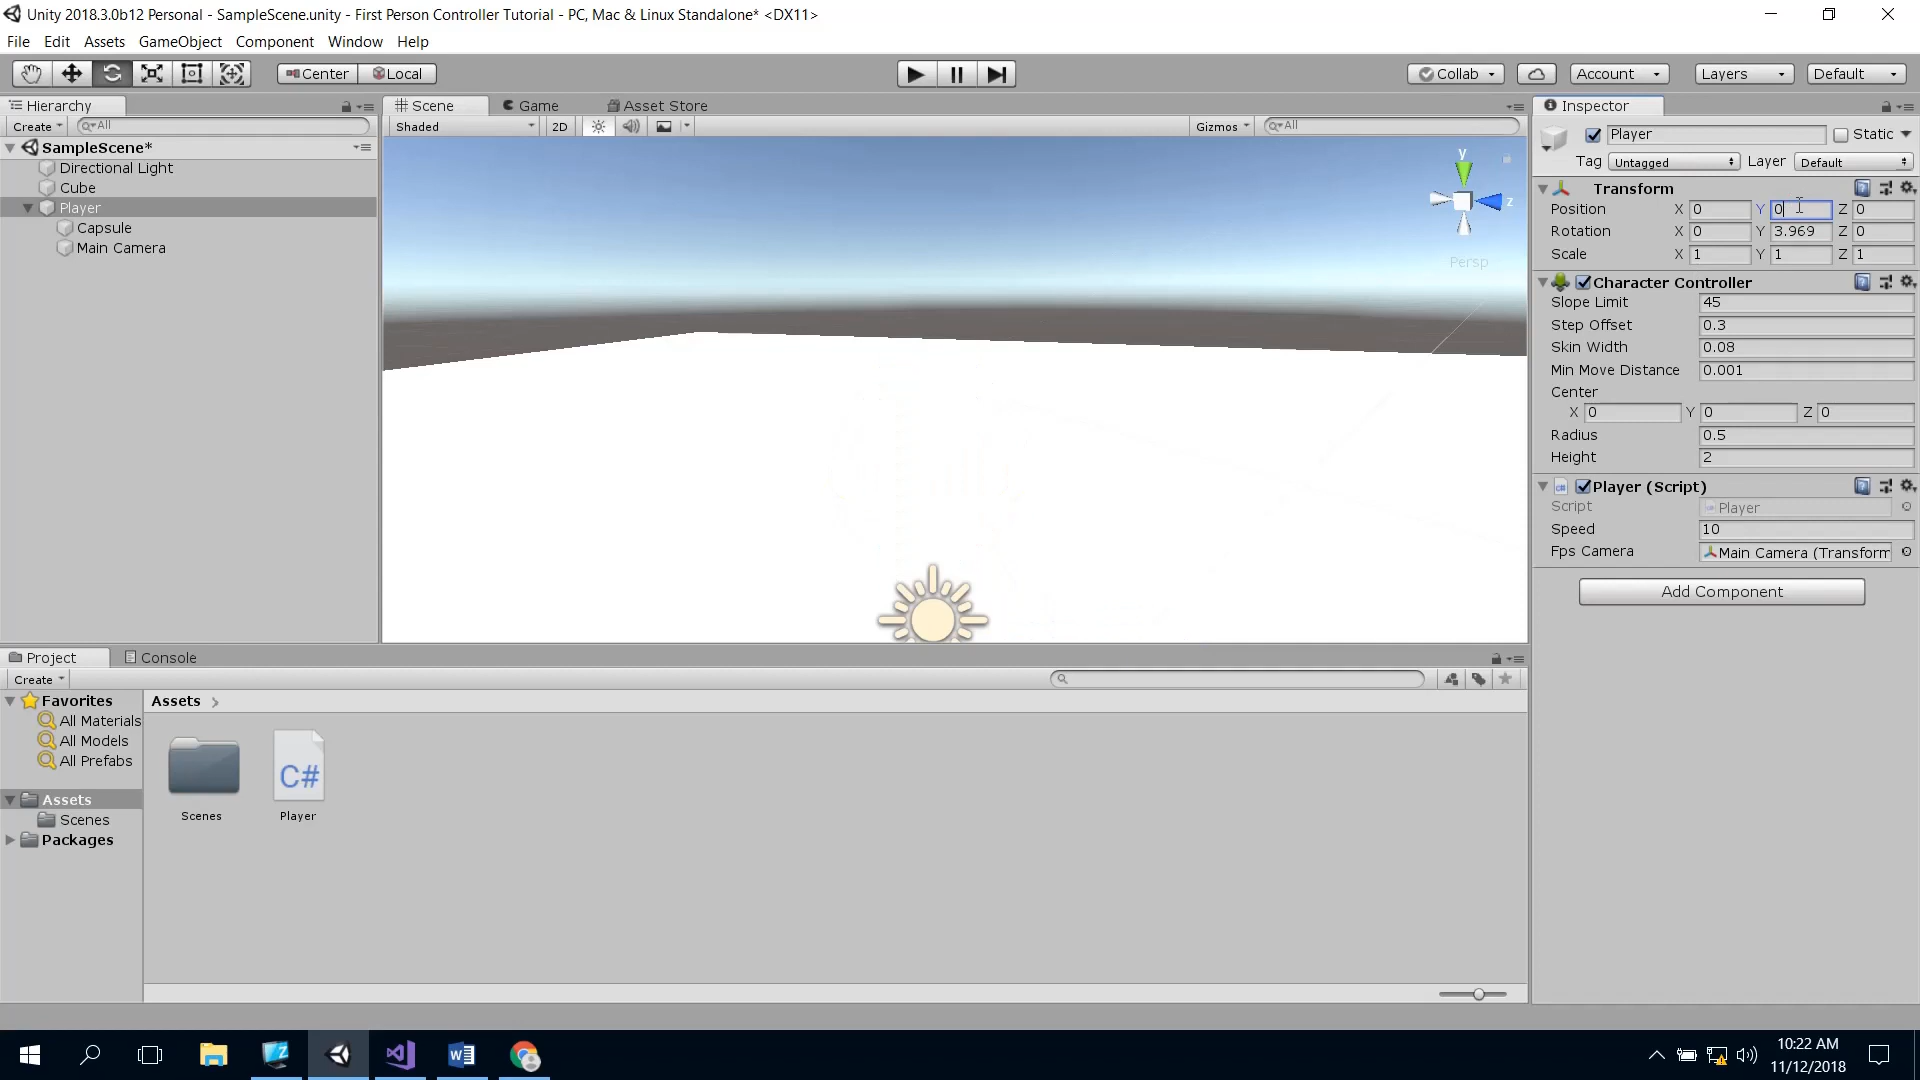 Unity 2018.3.0b12 Personal - SampleScene.unity - First Person Controller Tutorial - PC, Mac & Linux Standalone* <DX11>
File Edit Assets GameObject Component Window Help
Center Local Collab Account Layers Default
Hierarchy
Create All
SampleScene*
Directional Light
Cube
Player
Capsule
Main Camera
Scene Game Asset Store
Shaded 2D Gizmos All
y
z
Persp
Inspector
Player Static
Tag Untagged Layer Default
Transform
Position X 0 Y 0 Z 0
Rotation X 0 Y 3.969 Z 0
Scale X 1 Y 1 Z 1
Character Controller
Slope Limit 45
Step Offset 0.3
Skin Width 0.08
Min Move Distance 0.001
Center
X 0 Y 0 Z 0
Radius 0.5
Height 2
Player (Script)
Script Player
Speed 10
Fps Camera Main Camera (Transform
Add Component
Project Console
Create
Favorites
All Materials
All Models
All Prefabs
Assets
Scenes
Packages
Assets
C#
Scenes Player
10:22 AM
11/12/2018